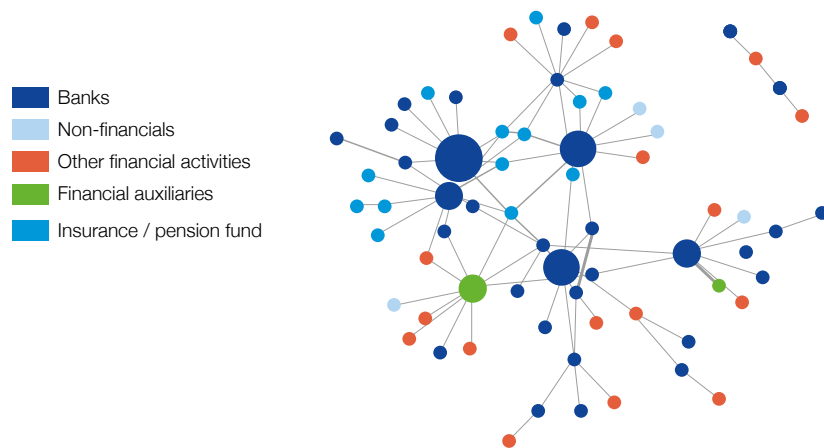 Banks
Non-financials
Other financial activities
Financial auxiliaries
Insurance / pension fund